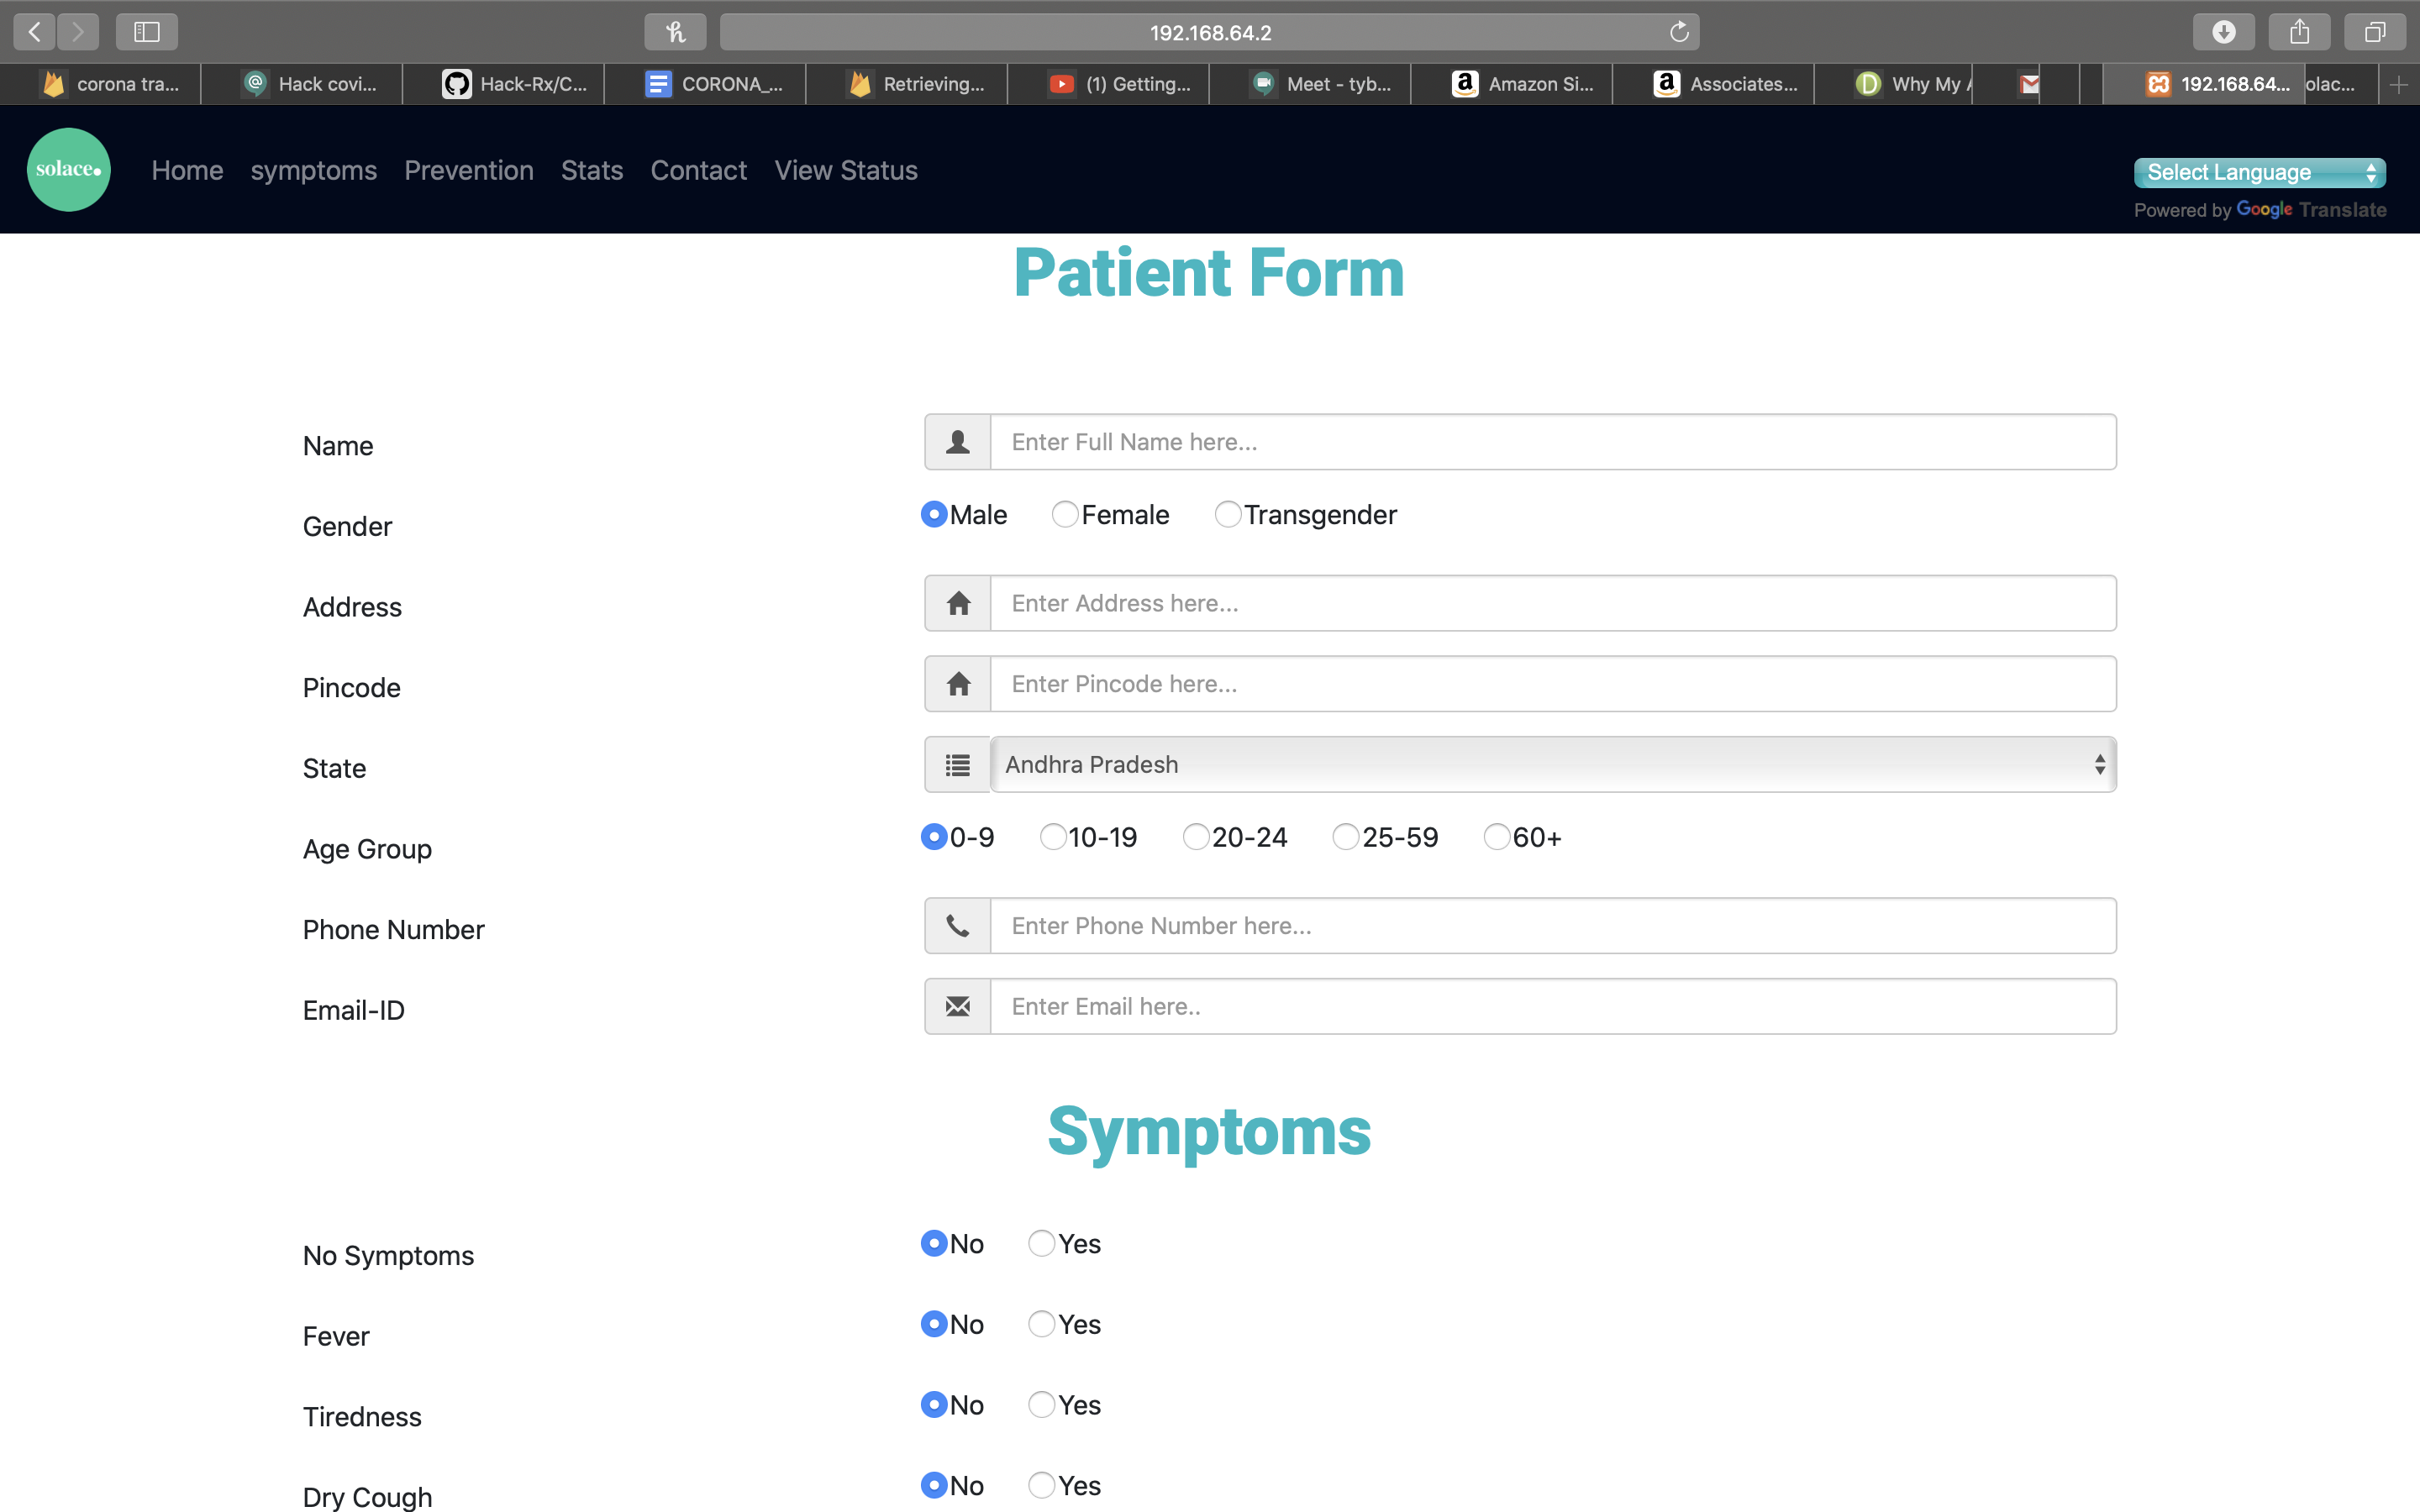 192.168.64.2
corona tra... Hack covi... Hack-Rx/C... CORONA_... Retrieving... (1) Getting... Meet - tyb... Amazon Si... Associates... Why My 192.168.64... olac...
solace. Home symptoms Prevention Stats Contact View Status Select Language
Powered by Google Translate
Patient Form
Name Enter Full Name here...
Gender Male Female Transgender
Address Enter Address here...
Pincode Enter Pincode here...
State Andhra Pradesh
Age Group 0-9 10-19 20-24 25-59 60+
Phone Number Enter Phone Number here...
Email-ID Enter Email here..
Symptoms
No Symptoms No Yes
Fever No Yes
Tiredness No Yes
Dry Cough No Yes